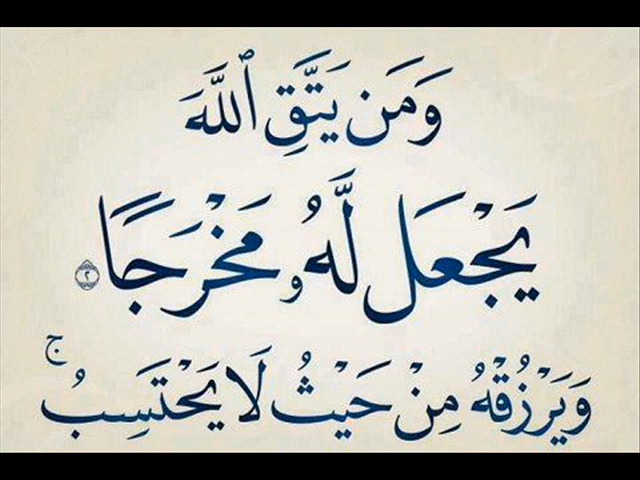 وَمَن يَتَّقِ ٱللَّهَ
يَجْعَل لَّهُۥ مَخْرَجًا ٢
وَيَرْزُقْهُ مِنْ حَيْثُ لَا يَحْتَسِبُ ۚ